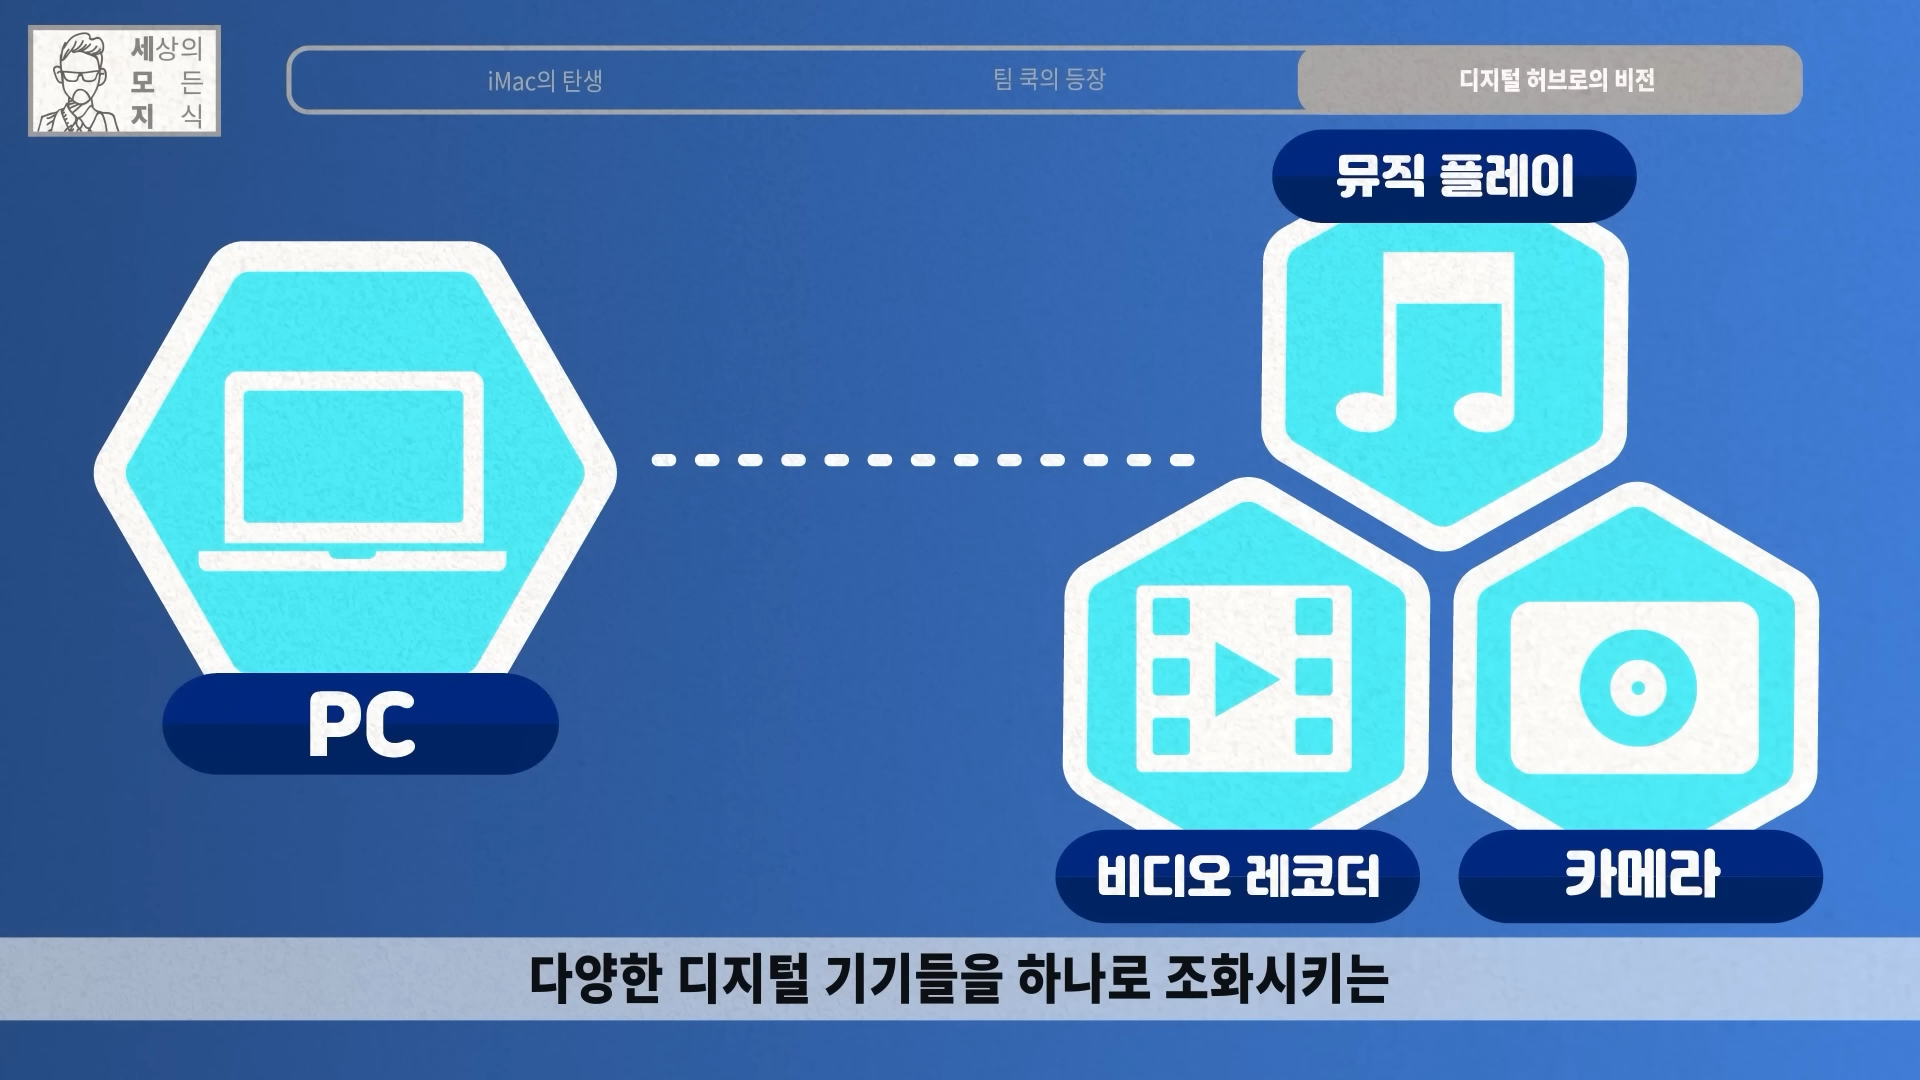 세상의
모든
지식
iMac의 탄생
팀 쿡의 등장
디지털 허브로의 비전
뮤직 플레이
PC
비디오 레코더
카메라
다양한 디지털 기기들을 하나로 조화시키는